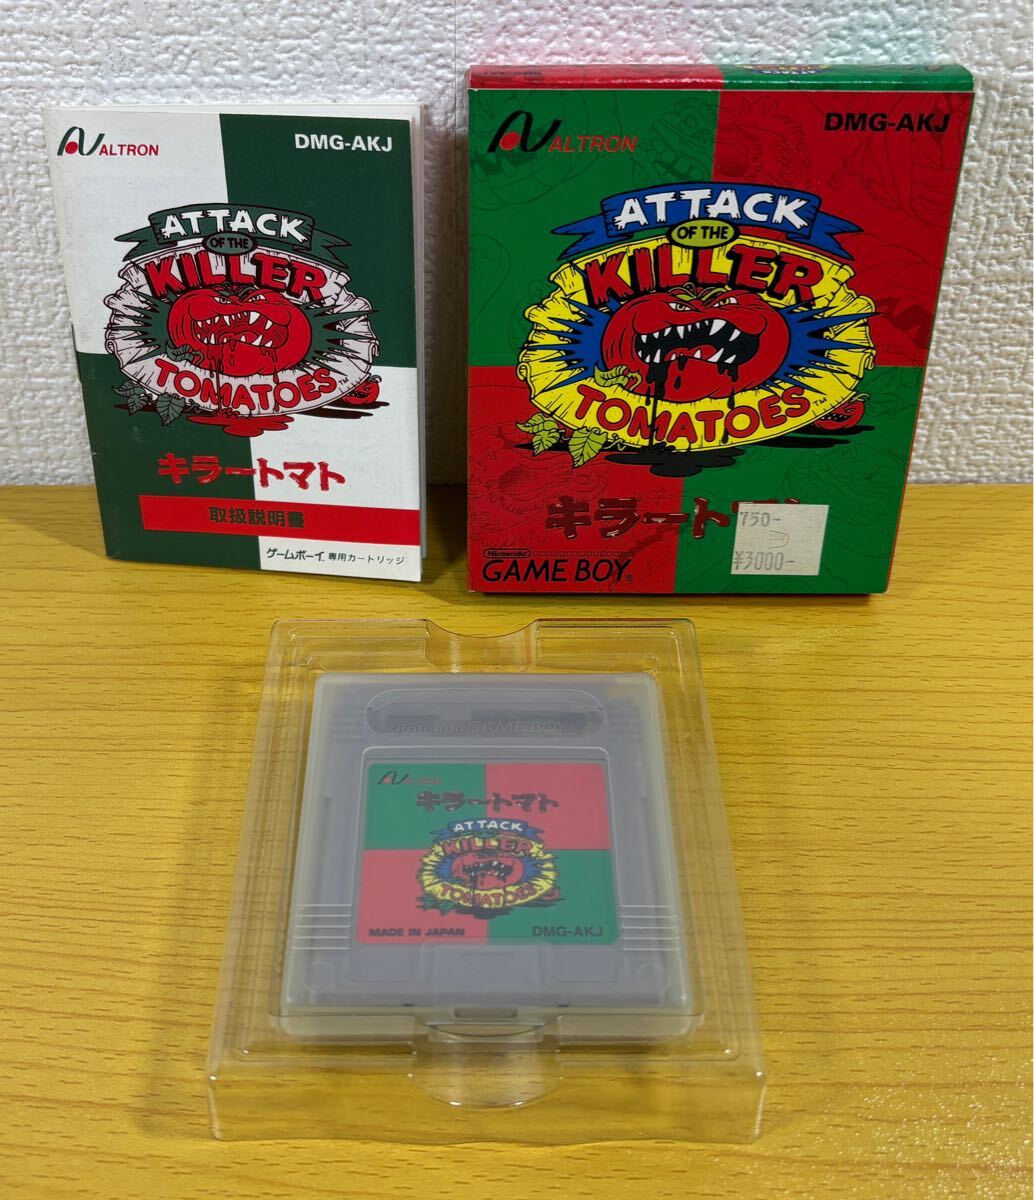 ALTRON
DMG-AKJ
ATTACK
OF THE
KILLER
TOMATOES™
キラートマト
取扱説明書
ゲームボーイ専用カートリッジ
ALTRON
DMG-AKJ
ATTACK
OF THE
KILLER
TOMATOES™
キラート
750-
¥3000-
Nintendo
GAME BOY®
Nintendo GAME BOY
ALTRON
キラートマト
ATTACK
KILLER
TOMATOES
MADE IN JAPAN
DMG-AKJ